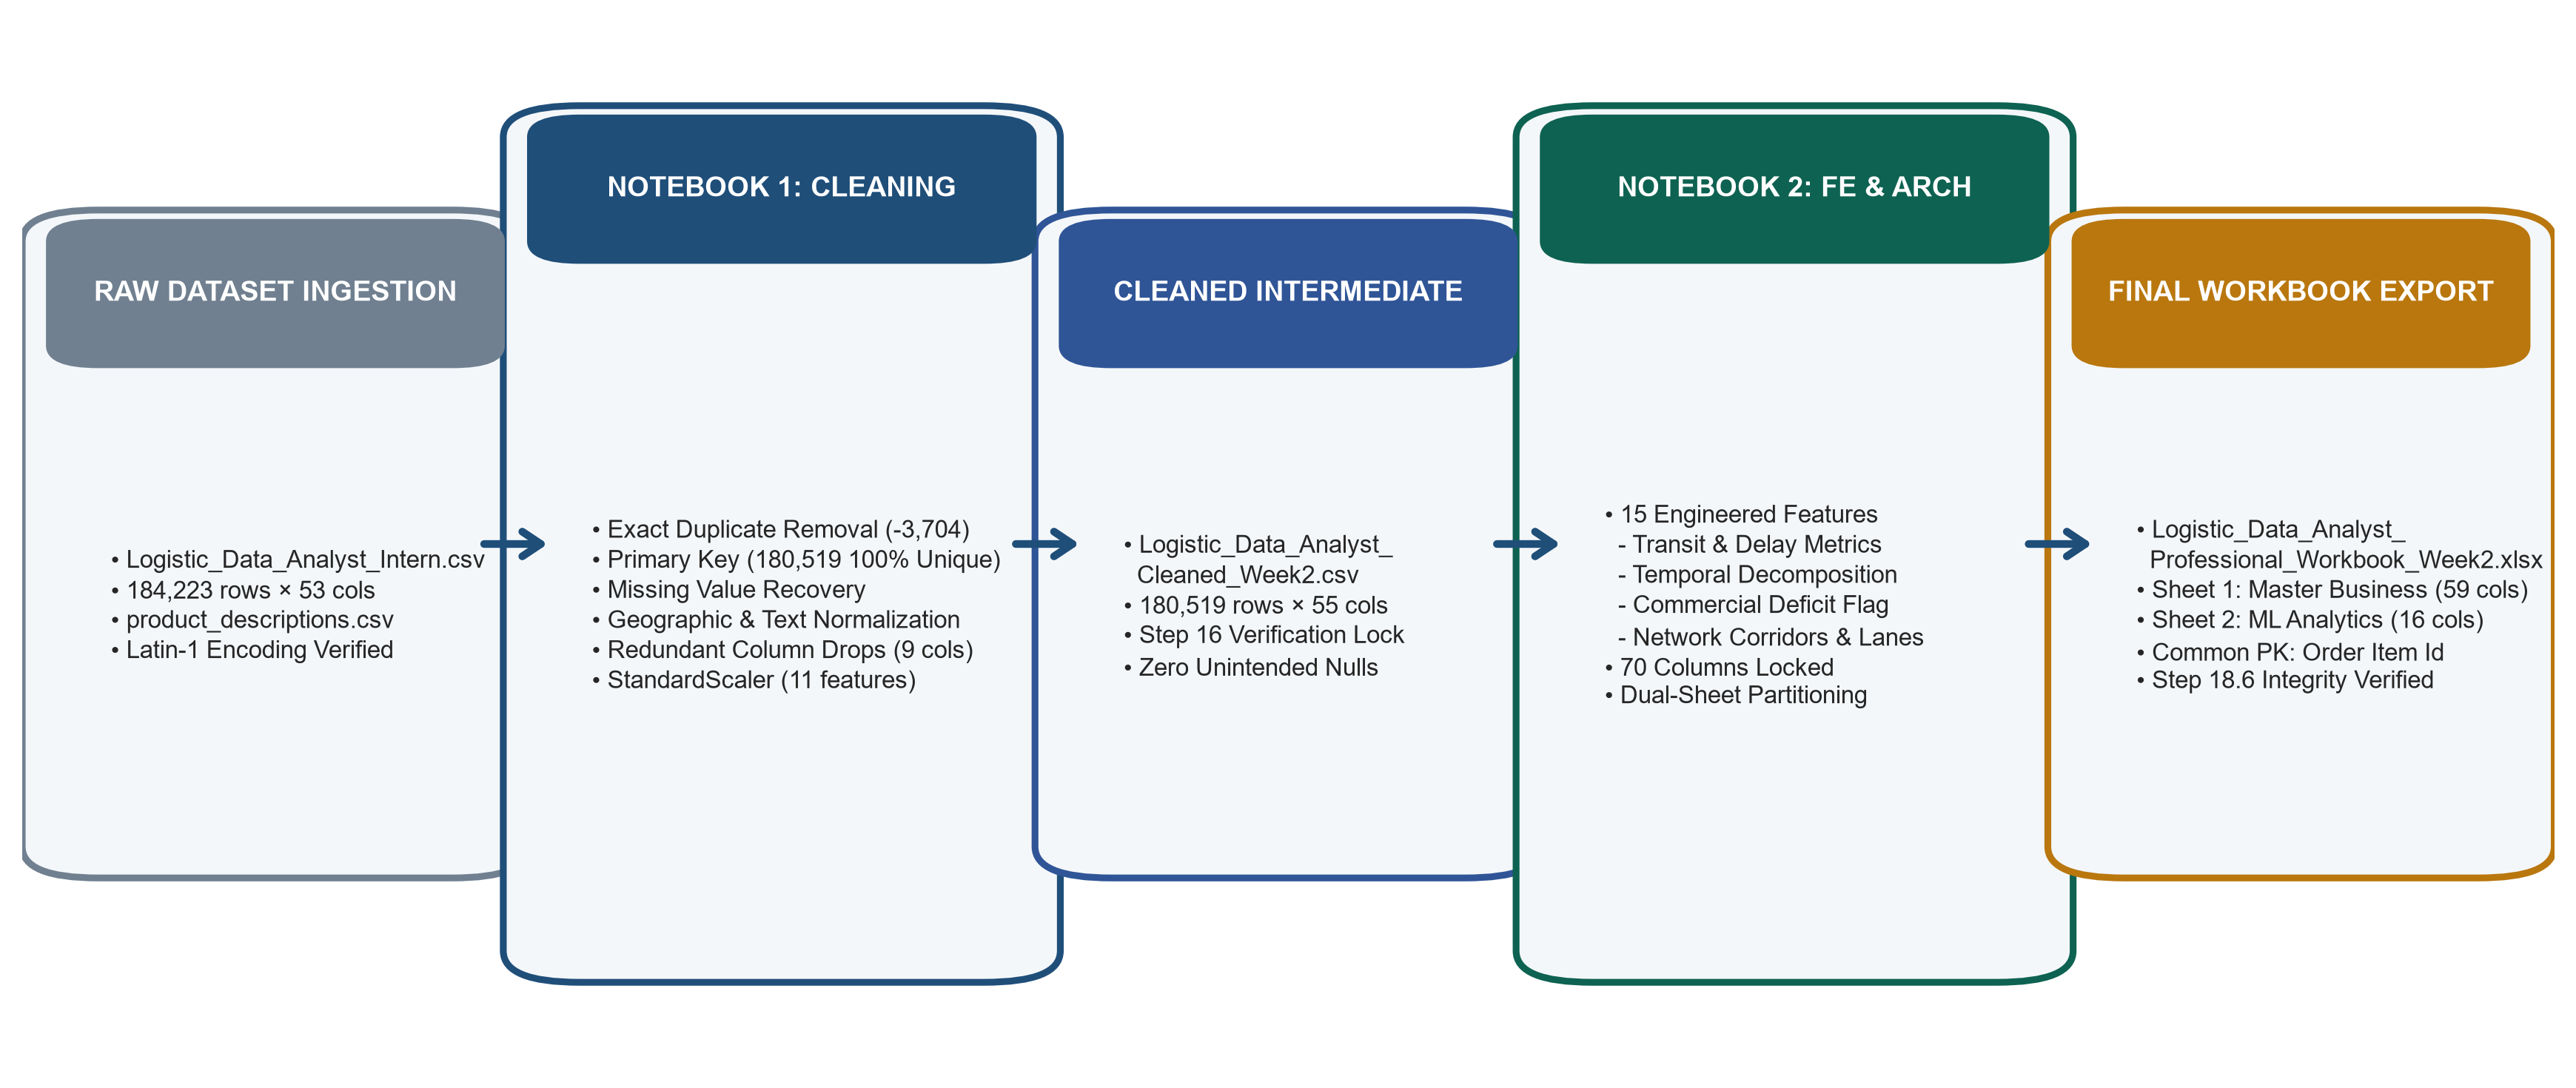 RAW DATASET INGESTION
• Logistic_Data_Analyst_Intern.csv
• 184,223 rows × 53 cols
• product_descriptions.csv
• Latin-1 Encoding Verified
NOTEBOOK 1: CLEANING
• Exact Duplicate Removal (-3,704)
• Primary Key (180,519 100% Unique)
• Missing Value Recovery
• Geographic & Text Normalization
• Redundant Column Drops (9 cols)
• StandardScaler (11 features)
CLEANED INTERMEDIATE
• Logistic_Data_Analyst_
Cleaned_Week2.csv
• 180,519 rows × 55 cols
• Step 16 Verification Lock
• Zero Unintended Nulls
NOTEBOOK 2: FE & ARCH
• 15 Engineered Features
- Transit & Delay Metrics
- Temporal Decomposition
- Commercial Deficit Flag
- Network Corridors & Lanes
• 70 Columns Locked
• Dual-Sheet Partitioning
FINAL WORKBOOK EXPORT
• Logistic_Data_Analyst_
Professional_Workbook_Week2.xlsx
• Sheet 1: Master Business (59 cols)
• Sheet 2: ML Analytics (16 cols)
• Common PK: Order Item Id
• Step 18.6 Integrity Verified